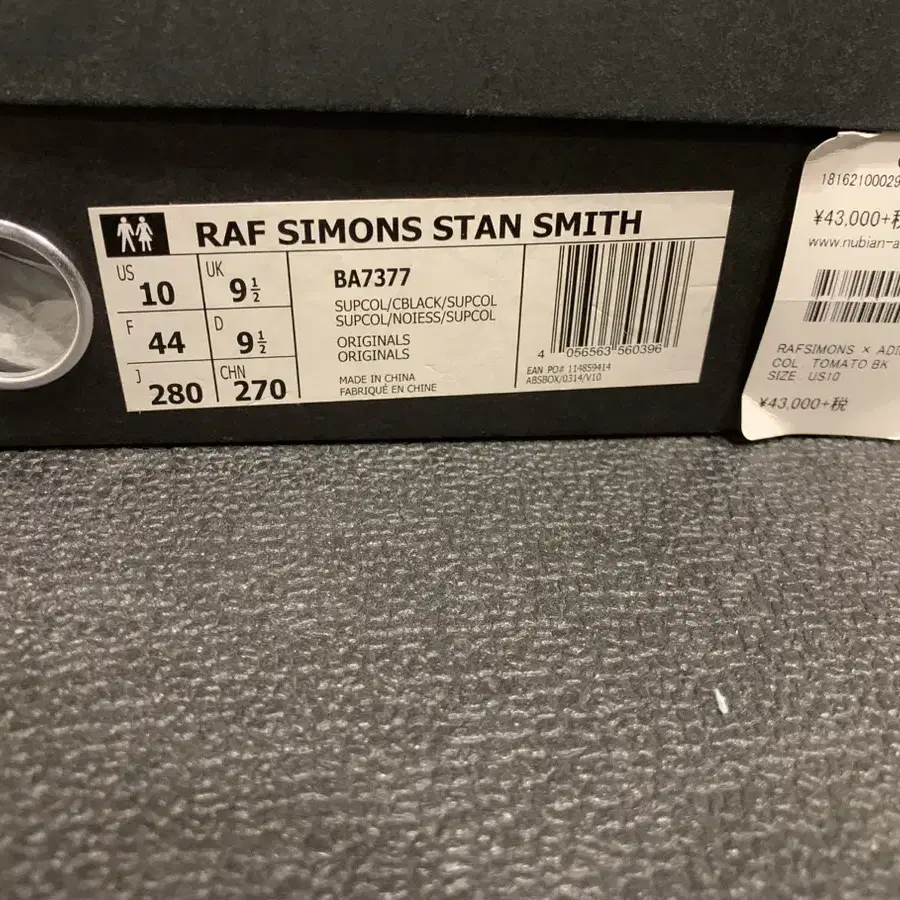 RAF SIMONS STAN SMITH
US 10
UK 9½
F 44
D 9½
J 280
CHN 270
BA7377
SUPCOL/CBLACK/SUPCOL
SUPCOL/NOIESS/SUPCOL
ORIGINALS
ORIGINALS
MADE IN CHINA
FABRIQUÉ EN CHINE
4 056563 560396
EAN PO# 114859414
ABSBOX/0314/V10
18162100029
¥43,000+税
www.nubian-a
RAFSIMONS × ADI
COL. TOMATO BK
SIZE. US10
¥43,000+税